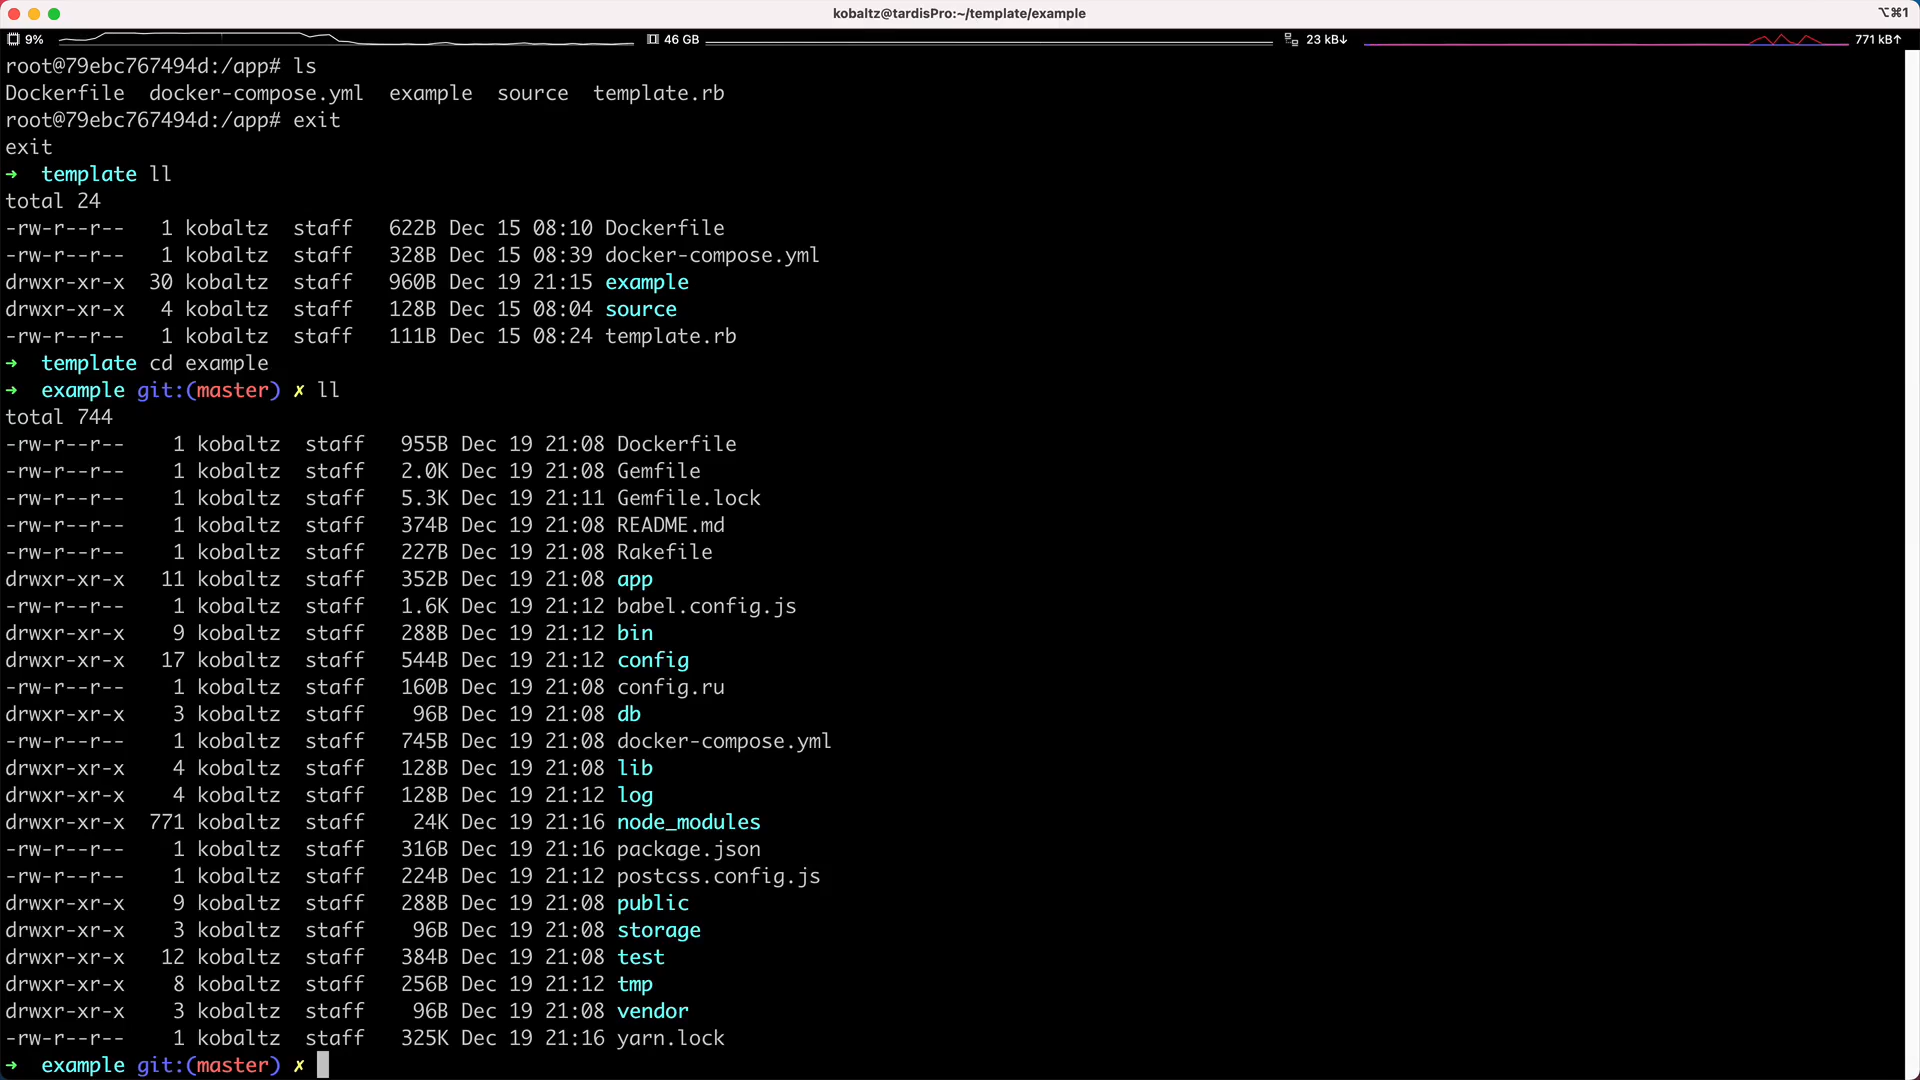 kobaltz@tardisPro:~/template/example
⌥⌘1
9% 46 GB 23 kB↓ 771 kB↑
root@79ebc767494d:/app# ls
Dockerfile  docker-compose.yml  example  source  template.rb
root@79ebc767494d:/app# exit
exit
➜  template ll
total 24
-rw-r--r--   1 kobaltz  staff   622B Dec 15 08:10 Dockerfile
-rw-r--r--   1 kobaltz  staff   328B Dec 15 08:39 docker-compose.yml
drwxr-xr-x  30 kobaltz  staff   960B Dec 19 21:15 example
drwxr-xr-x   4 kobaltz  staff   128B Dec 15 08:04 source
-rw-r--r--   1 kobaltz  staff   111B Dec 15 08:24 template.rb
➜  template cd example
➜  example git:(master) ✗ ll
total 744
-rw-r--r--    1 kobaltz  staff   955B Dec 19 21:08 Dockerfile
-rw-r--r--    1 kobaltz  staff   2.0K Dec 19 21:08 Gemfile
-rw-r--r--    1 kobaltz  staff   5.3K Dec 19 21:11 Gemfile.lock
-rw-r--r--    1 kobaltz  staff   374B Dec 19 21:08 README.md
-rw-r--r--    1 kobaltz  staff   227B Dec 19 21:08 Rakefile
drwxr-xr-x   11 kobaltz  staff   352B Dec 19 21:08 app
-rw-r--r--    1 kobaltz  staff   1.6K Dec 19 21:12 babel.config.js
drwxr-xr-x    9 kobaltz  staff   288B Dec 19 21:12 bin
drwxr-xr-x   17 kobaltz  staff   544B Dec 19 21:12 config
-rw-r--r--    1 kobaltz  staff   160B Dec 19 21:08 config.ru
drwxr-xr-x    3 kobaltz  staff    96B Dec 19 21:08 db
-rw-r--r--    1 kobaltz  staff   745B Dec 19 21:08 docker-compose.yml
drwxr-xr-x    4 kobaltz  staff   128B Dec 19 21:08 lib
drwxr-xr-x    4 kobaltz  staff   128B Dec 19 21:12 log
drwxr-xr-x  771 kobaltz  staff    24K Dec 19 21:16 node_modules
-rw-r--r--    1 kobaltz  staff   316B Dec 19 21:16 package.json
-rw-r--r--    1 kobaltz  staff   224B Dec 19 21:12 postcss.config.js
drwxr-xr-x    9 kobaltz  staff   288B Dec 19 21:08 public
drwxr-xr-x    3 kobaltz  staff    96B Dec 19 21:08 storage
drwxr-xr-x   12 kobaltz  staff   384B Dec 19 21:08 test
drwxr-xr-x    8 kobaltz  staff   256B Dec 19 21:12 tmp
drwxr-xr-x    3 kobaltz  staff    96B Dec 19 21:08 vendor
-rw-r--r--    1 kobaltz  staff   325K Dec 19 21:16 yarn.lock
➜  example git:(master) ✗